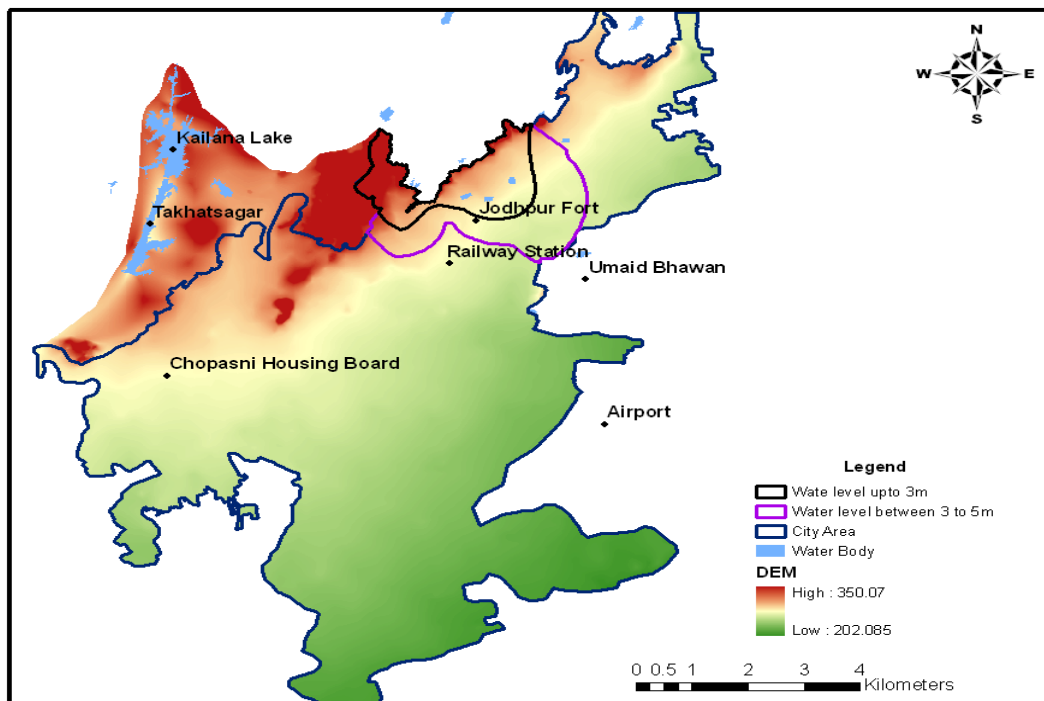 N
W E
S
Kailana Lake
Takhatsagar
Jodhpur Fort
Railway Station
Umaid Bhawan
Chopasni Housing Board
Airport
Legend
Wate level upto 3m
Water level between 3 to 5m
City Area
Water Body
DEM
High : 350.07
Low : 202.085
0 0.5 1 2 3 4
Kilometers